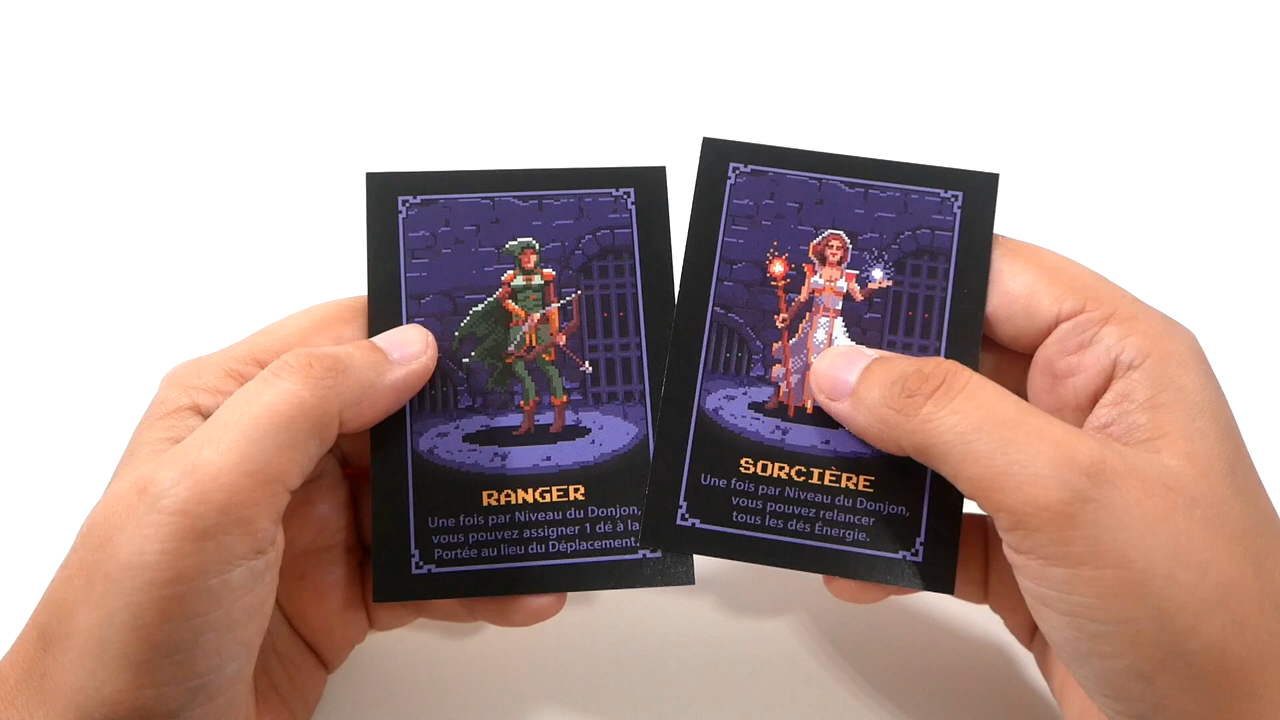 RANGER
Une fois par Niveau du Donjon,
vous pouvez assigner 1 dé à la
Portée au lieu du Déplacement.
SORCIÈRE
Une fois par Niveau du Donjon,
vous pouvez relancer
tous les dés Énergie.